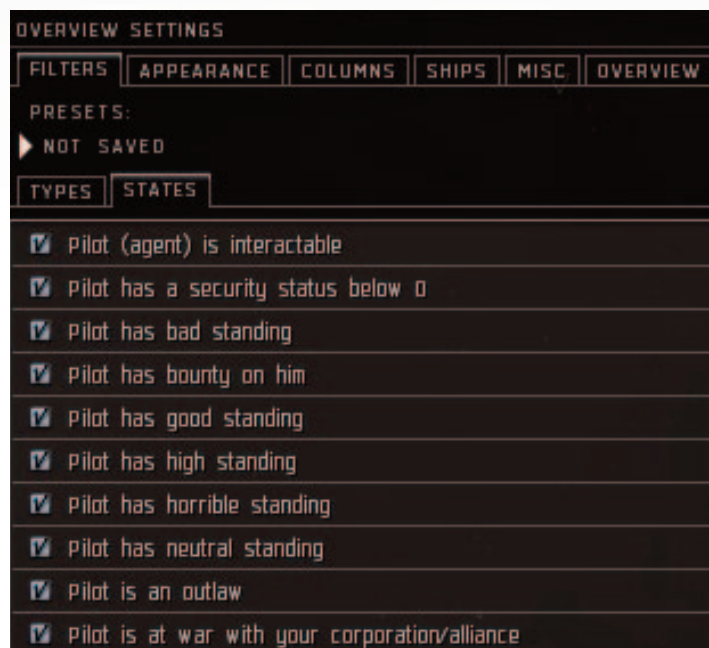 OVERVIEW SETTINGS
FILTERS APPEARANCE COLUMNS SHIPS MISC OVERVIEW
PRESETS:
NOT SAVED
TYPES STATES
Pilot (agent) is interactable
Pilot has a security status below 0
Pilot has bad standing
Pilot has bounty on him
Pilot has good standing
Pilot has high standing
Pilot has horrible standing
Pilot has neutral standing
Pilot is an outlaw
Pilot is at war with your corporation/alliance